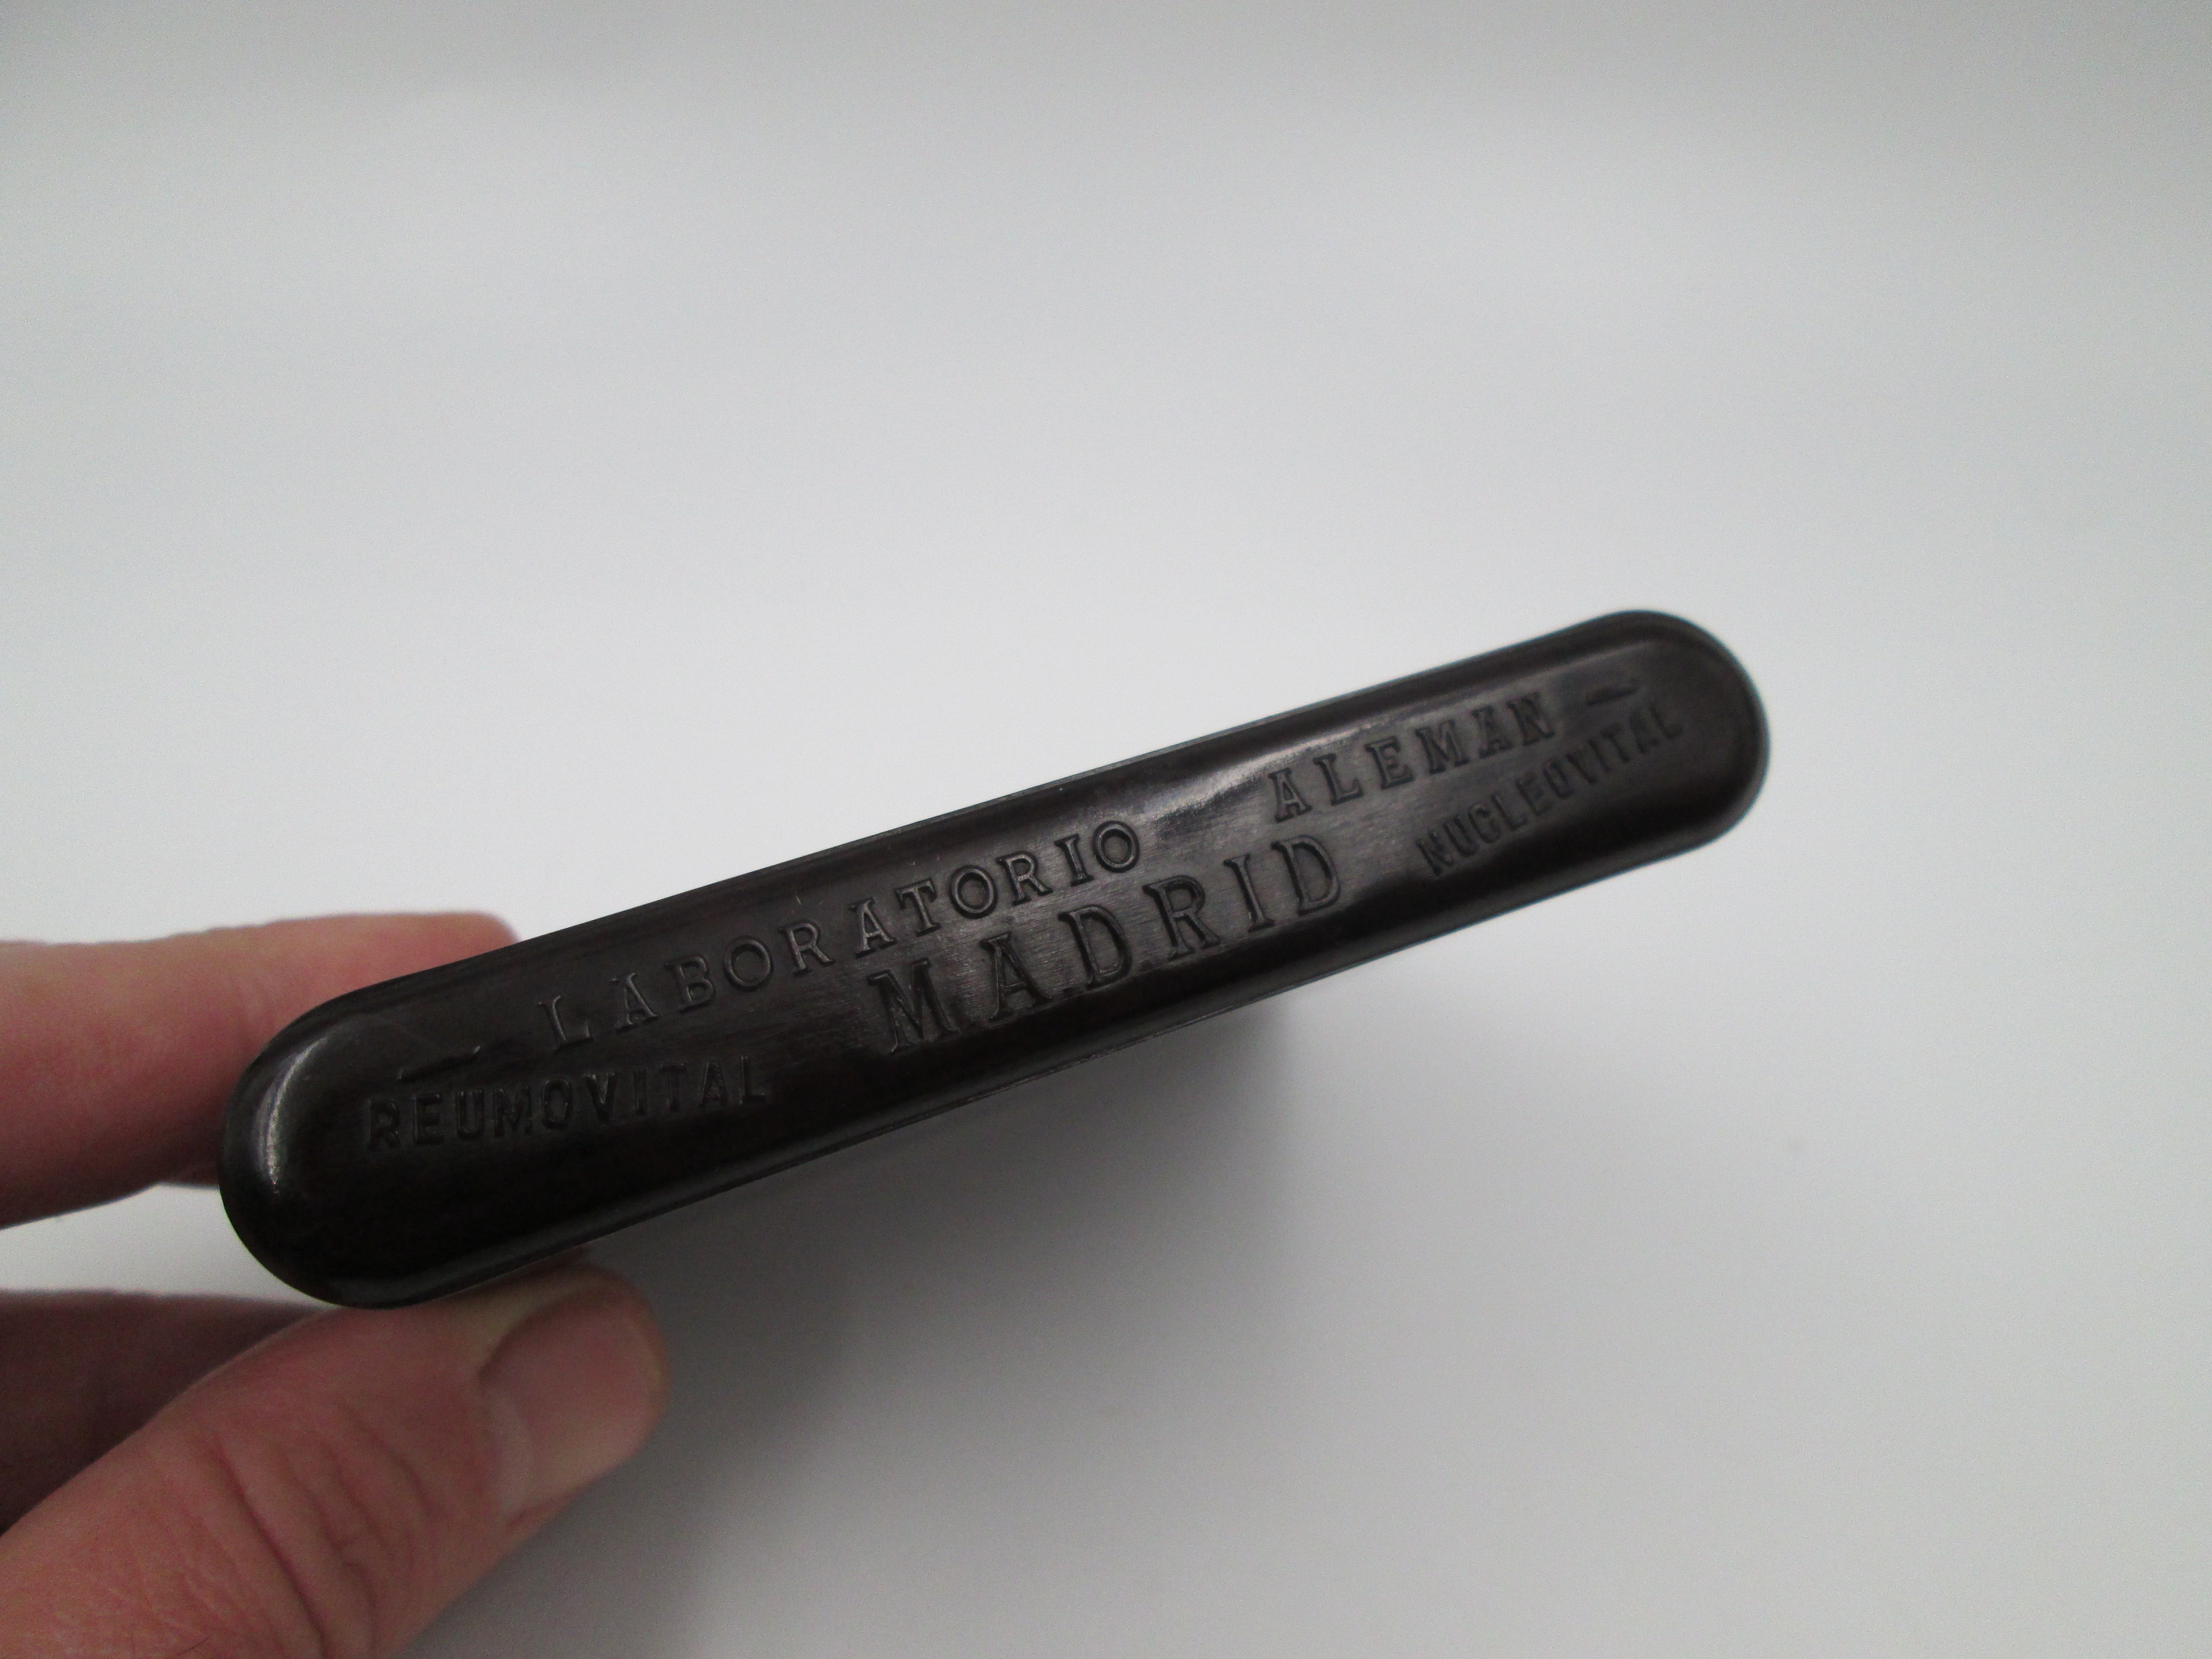 — LABORATORIO ALEMAN —
MADRID
REUMOVITAL NUCLEOVITAL